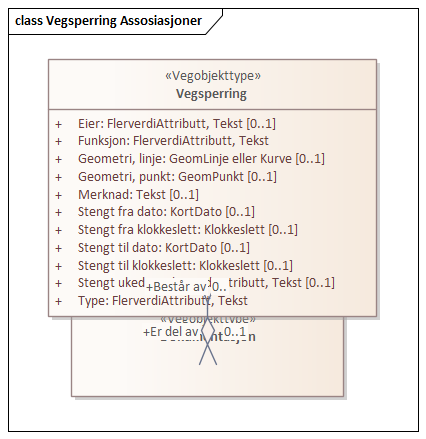 class Vegsperring Assosiasjoner
«Vegobjekttype»
Vegsperring
+ Eier: FlerverdiAttributt, Tekst [0..1]
+ Funksjon: FlerverdiAttributt, Tekst
+ Geometri, linje: GeomLinje eller Kurve [0..1]
+ Geometri, punkt: GeomPunkt [0..1]
+ Merknad: Tekst [0..1]
+ Stengt fra dato: KortDato [0..1]
+ Stengt fra klokkeslett: Klokkeslett [0..1]
+ Stengt til dato: KortDato [0..1]
+ Stengt til klokkeslett: Klokkeslett [0..1]
+ Stengt uked tributt, Tekst [0..1]
+Består av 0..
+ Type: FlerverdiAttributt, Tekst
«Vegobjekttype»
+Er del av 0..1